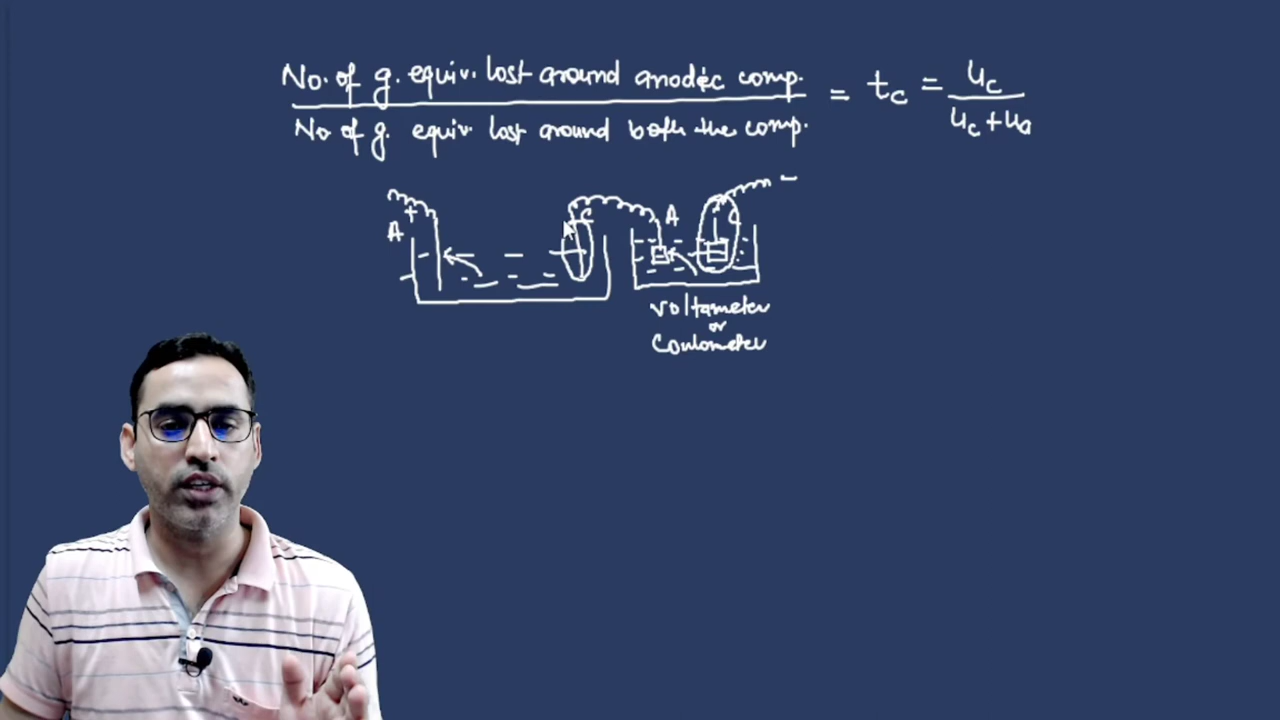 No. of g. equiv. lost around anodic comp.
No of g. equiv. lost around both the comp.
= tc = uc / uc + ua
+ A C A C −
voltameter
or
Coulometer